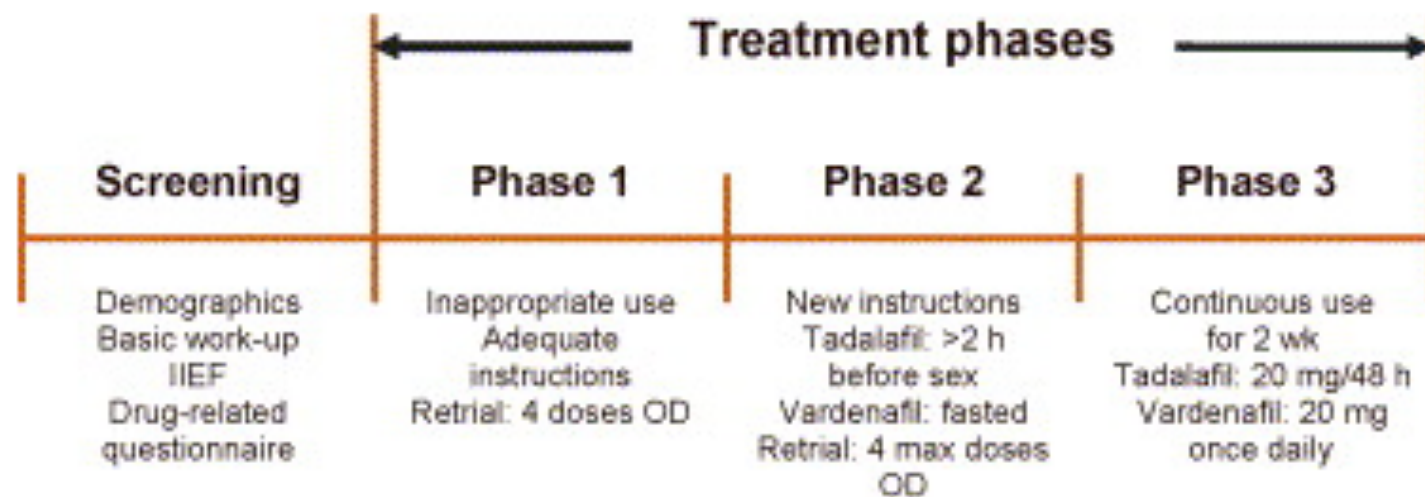 Treatment phases
Screening
Phase 1
Phase 2
Phase 3
Demographics
Basic work-up
IIEF
Drug-related
questionnaire
Inappropriate use
Adequate
instructions
Retrial: 4 doses OD
New instructions
Tadalafil: >2 h
before sex
Vardenafil: fasted
Retrial: 4 max doses
OD
Continuous use
for 2 wk
Tadalafil: 20 mg/48 h
Vardenafil: 20 mg
once daily